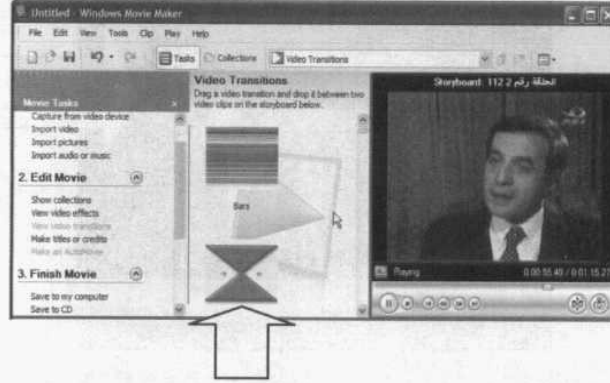 Untitled - Windows Movie Maker
File Edit View Tools Clip Play Help
Tasks Collections Video Transitions
Movie Tasks
Capture from video device
Import video
Import pictures
Import audio or music
2. Edit Movie
Show collections
View video effects
View video transitions
Make titles or credits
Make an AutoMovie
3. Finish Movie
Save to my computer
Save to CD
Video Transitions
Drag a video transition and drop it between two
video clips on the storyboard below.
Bars
Storyboard: 112 الحلقة رقم 2
Playing
0:00:55.40 / 0:01:15.21